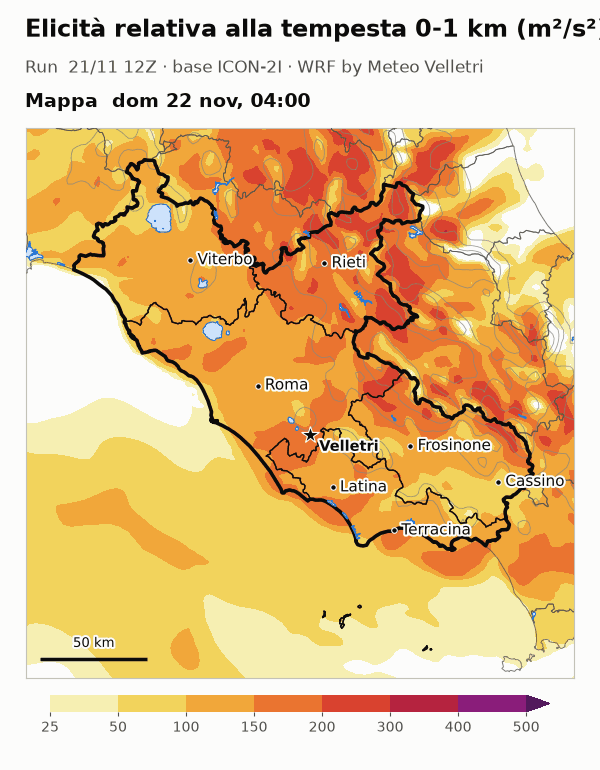 Elicità relativa alla tempesta 0-1 km (m²/s²)
Run 21/11 12Z · base ICON-2I · WRF by Meteo Velletri
Mappa dom 22 nov, 04:00
Viterbo
Rieti
Roma
Velletri
Frosinone
Cassino
Latina
Terracina
50 km
25 50 100 150 200 300 400 500